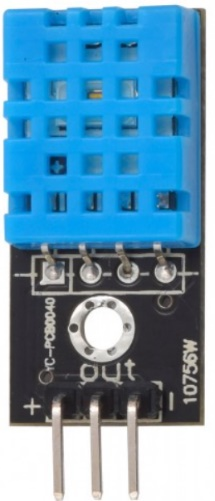 YC-PCB0040
out
+ -
10756W